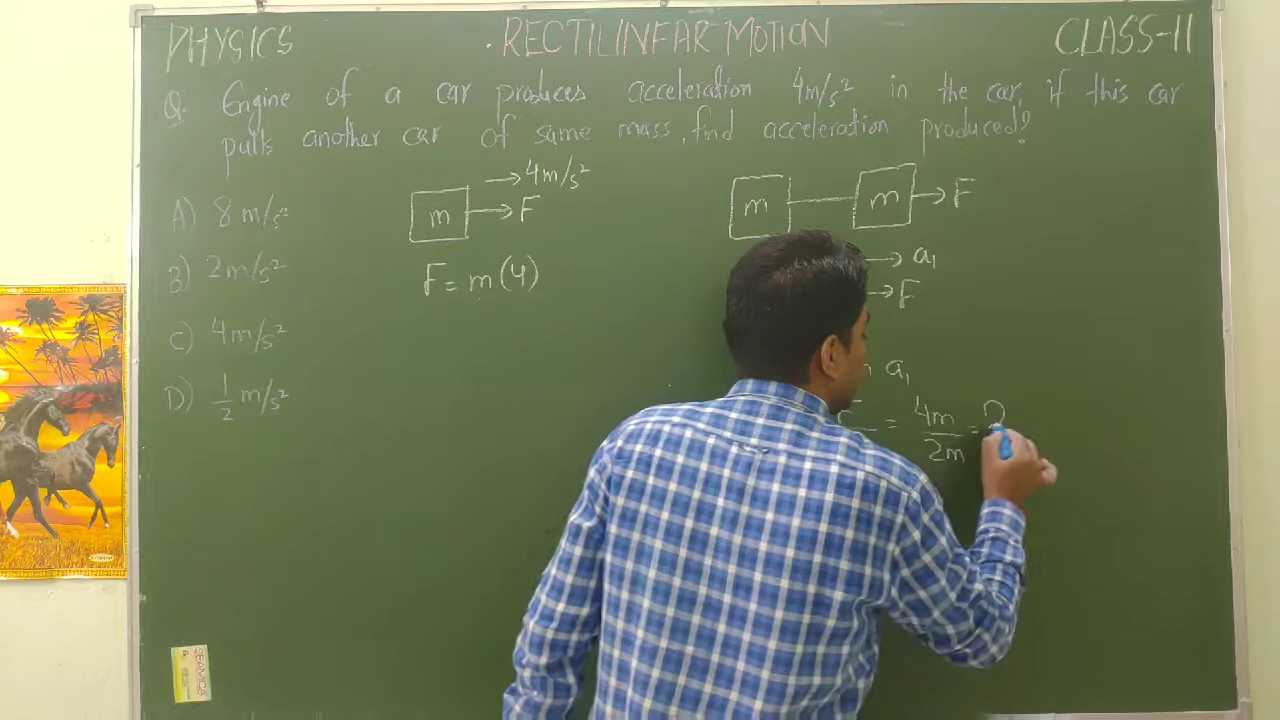 PHYSICS RECTILINEAR MOTION CLASS-11
Q. Engine of a car produces acceleration 4m/s² in the car, if this car
pulls another car of same mass, find acceleration produced?
A) 8 m/s²
B) 2m/s²
C) 4m/s²
D) 1/2 m/s²
→ 4m/s²
m → F
F = m(4)
m m → F
→ a₁
→ F
a₁
= 4m/2m = 2